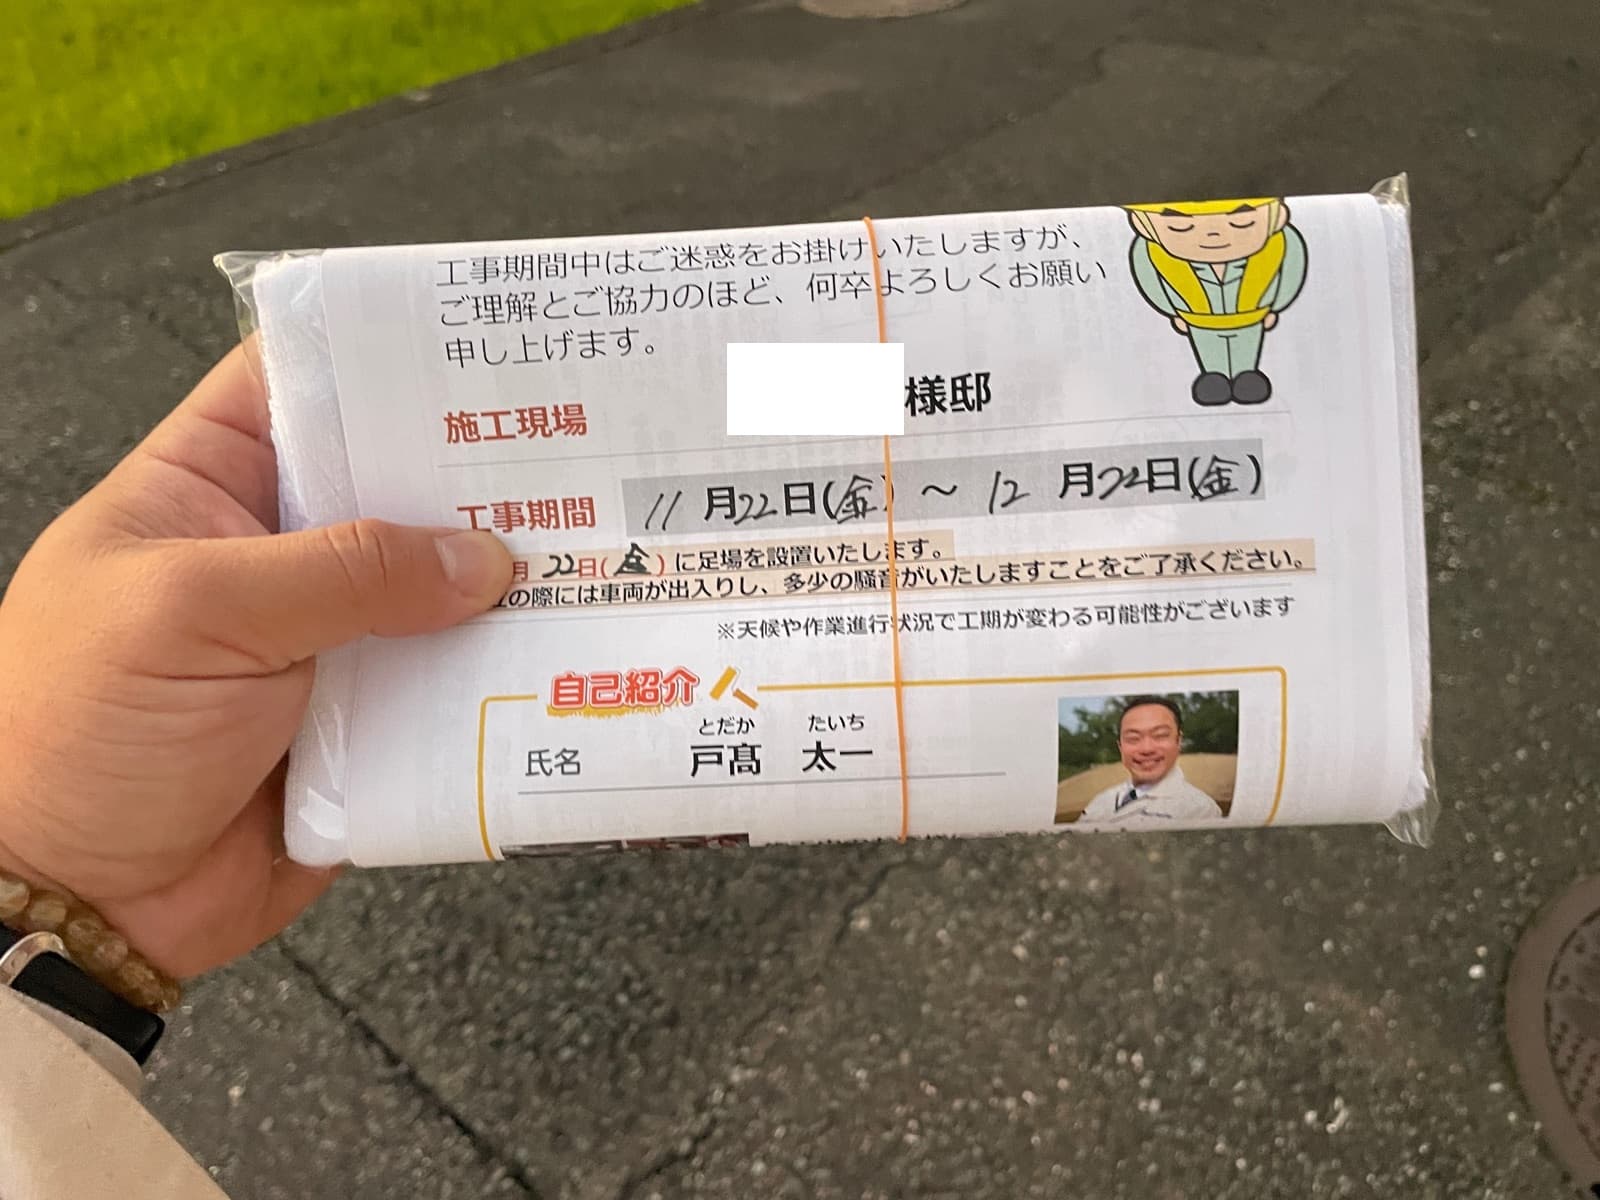 工事期間中はご迷惑をお掛けいたしますが、
ご理解とご協力のほど、何卒よろしくお願い
申し上げます。
施工現場 様邸
工事期間 11月22日(金) ～ 12月日(金)
月 22日(金) に足場を設置いたします。
の際には車両が出入りし、多少の騒音がいたしますことをご了承ください。
※天候や作業進行状況で工期が変わる可能性がございます
自己紹介
とだか たいち
氏名 戸髙 太一